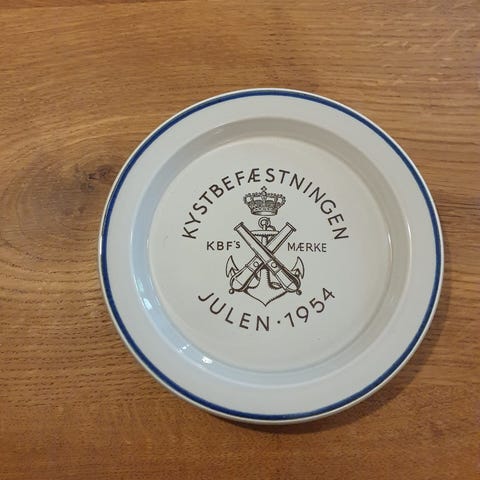 KYSTBEFÆSTNINGEN
KBF'S MÆRKE
JULEN · 1954